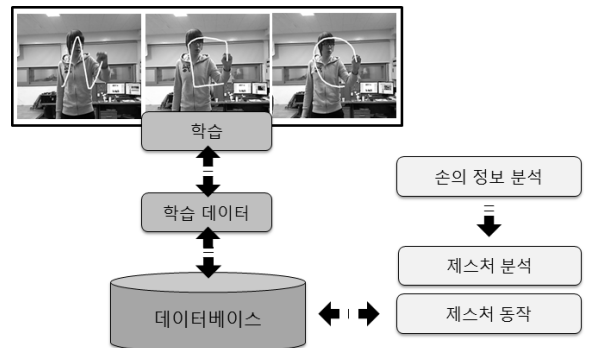 학습
학습 데이터
데이터베이스
손의 정보 분석
제스처 분석
제스처 동작